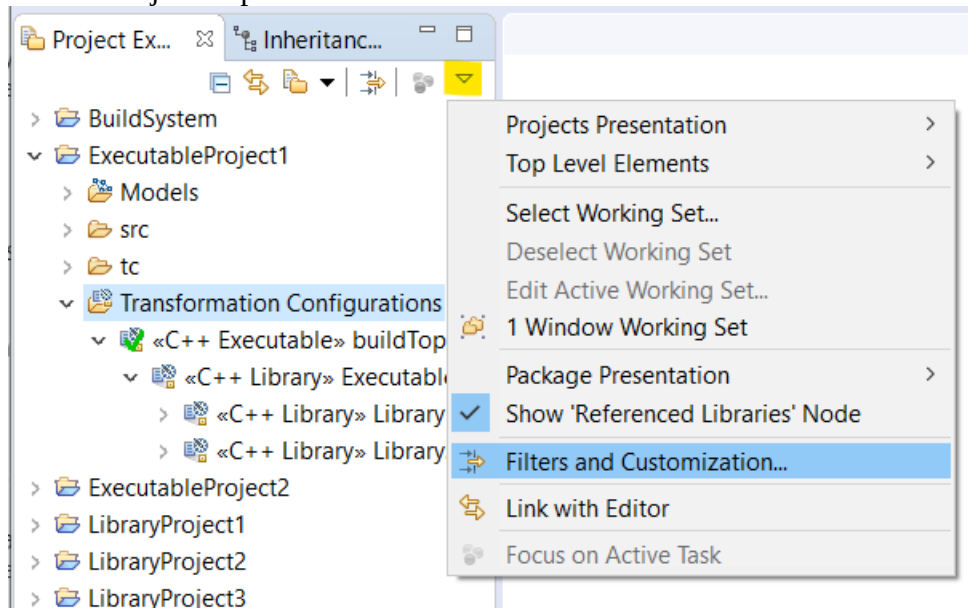 Project Ex...
Inheritanc...
BuildSystem
ExecutableProject1
Models
src
tc
Transformation Configurations
«C++ Executable» buildTop
«C++ Library» Executabl
«C++ Library» Library
«C++ Library» Library
ExecutableProject2
LibraryProject1
LibraryProject2
LibraryProject3
Projects Presentation
Top Level Elements
Select Working Set...
Deselect Working Set
Edit Active Working Set...
1 Window Working Set
Package Presentation
Show 'Referenced Libraries' Node
Filters and Customization...
Link with Editor
Focus on Active Task